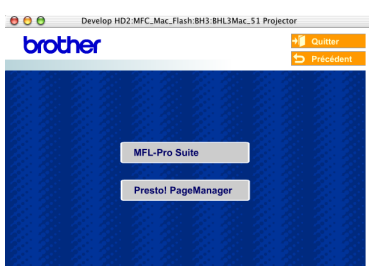 Develop HD2:MFC_Mac_Flash:BH3:BHL3Mac_51 Projector
brother
Quitter
Précédent
MFL-Pro Suite
Presto! PageManager